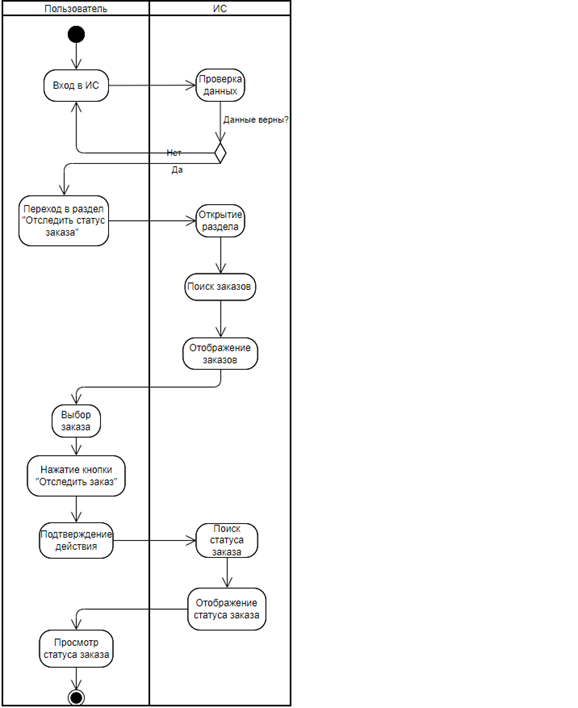 Пользователь
ИС
Вход в ИС
Проверка
данных
Данные верны?
Нет
Да
Переход в раздел
"Отследить статус
заказа"
Открытие
раздела
Поиск заказов
Отображение
заказов
Выбор
заказа
Нажатие кнопки
"Отследить заказ"
Подтверждение
действия
Поиск
статуса
заказа
Отображение
статуса заказа
Просмотр
статуса заказа